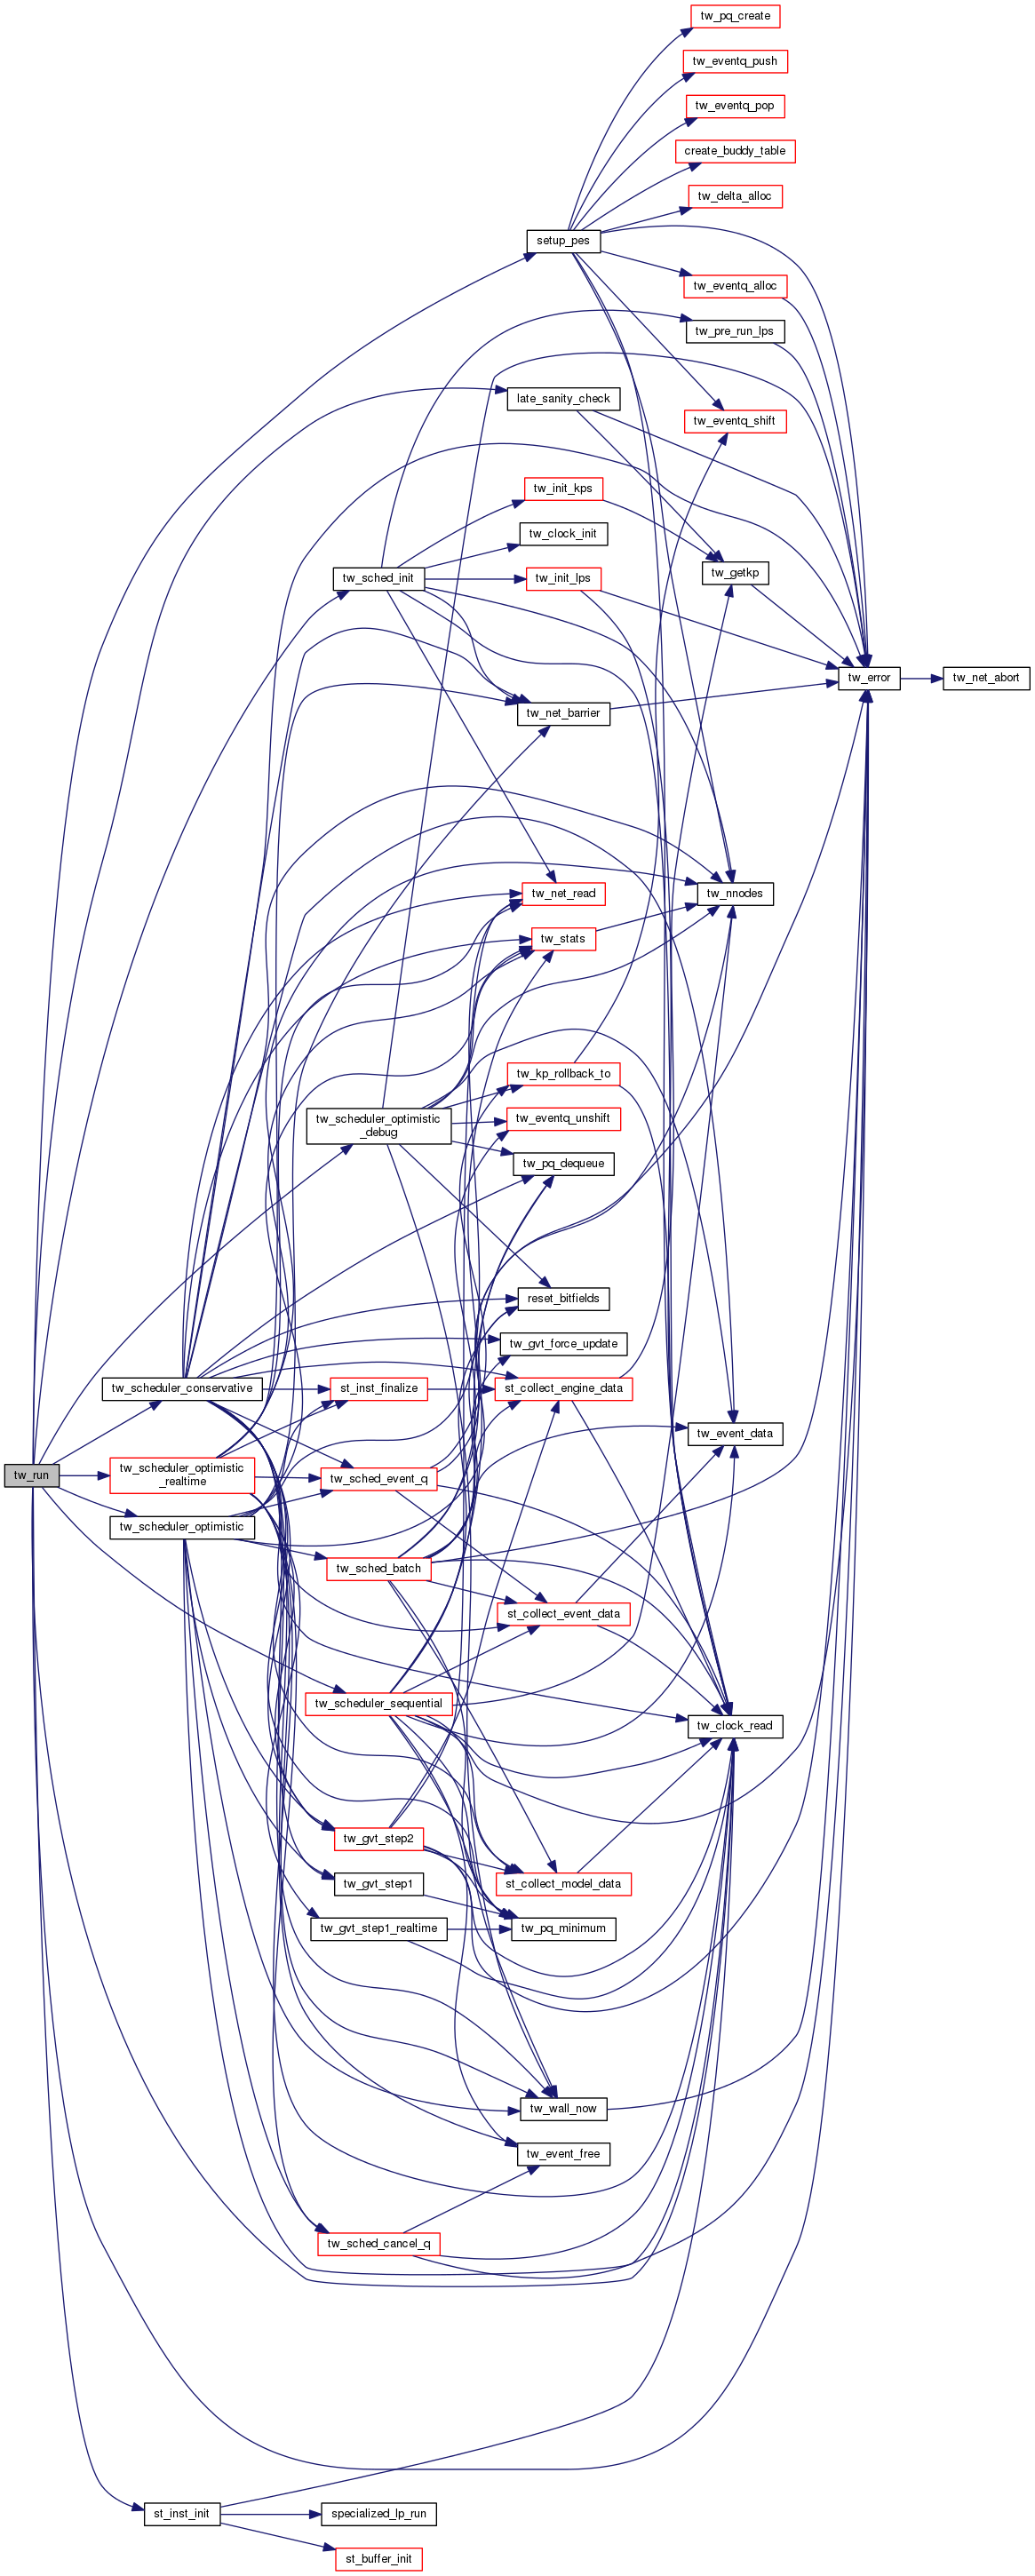 tw_pq_create
tw_eventq_push
tw_eventq_pop
create_buddy_table
tw_delta_alloc
setup_pes
tw_eventq_alloc
tw_pre_run_lps
late_sanity_check
tw_eventq_shift
tw_init_kps
tw_clock_init
tw_sched_init
tw_init_lps
tw_getkp
tw_error
tw_net_abort
tw_net_barrier
tw_net_read
tw_nnodes
tw_stats
tw_kp_rollback_to
tw_scheduler_optimistic
_debug
tw_eventq_unshift
tw_pq_dequeue
reset_bitfields
tw_gvt_force_update
tw_scheduler_conservative
st_inst_finalize
st_collect_engine_data
tw_event_data
tw_run
tw_scheduler_optimistic
_realtime
tw_sched_event_q
tw_scheduler_optimistic
tw_sched_batch
st_collect_event_data
tw_scheduler_sequential
tw_clock_read
tw_gvt_step2
tw_gvt_step1
st_collect_model_data
tw_gvt_step1_realtime
tw_pq_minimum
tw_wall_now
tw_event_free
tw_sched_cancel_q
st_inst_init
specialized_lp_run
st_buffer_init